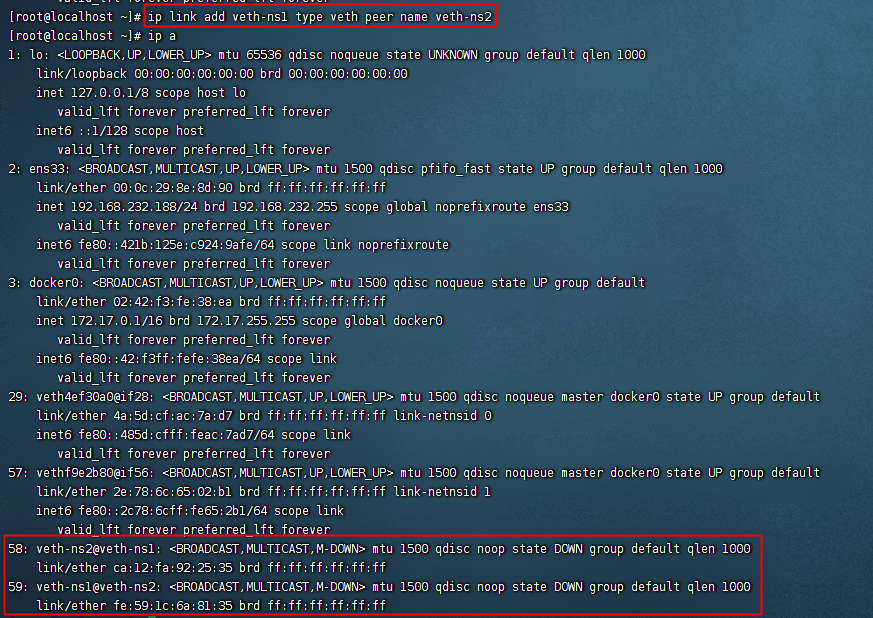 valid_lft forever preferred_lft forever
[root@localhost ~]# ip link add veth-ns1 type veth peer name veth-ns2
[root@localhost ~]# ip a
1: lo: <LOOPBACK,UP,LOWER_UP> mtu 65536 qdisc noqueue state UNKNOWN group default qlen 1000
    link/loopback 00:00:00:00:00:00 brd 00:00:00:00:00:00
    inet 127.0.0.1/8 scope host lo
       valid_lft forever preferred_lft forever
    inet6 ::1/128 scope host
       valid_lft forever preferred_lft forever
2: ens33: <BROADCAST,MULTICAST,UP,LOWER_UP> mtu 1500 qdisc pfifo_fast state UP group default qlen 1000
    link/ether 00:0c:29:8e:8d:90 brd ff:ff:ff:ff:ff:ff
    inet 192.168.232.188/24 brd 192.168.232.255 scope global noprefixroute ens33
       valid_lft forever preferred_lft forever
    inet6 fe80::421b:125e:c924:9afe/64 scope link noprefixroute
       valid_lft forever preferred_lft forever
3: docker0: <BROADCAST,MULTICAST,UP,LOWER_UP> mtu 1500 qdisc noqueue state UP group default
    link/ether 02:42:f3:fe:38:ea brd ff:ff:ff:ff:ff:ff
    inet 172.17.0.1/16 brd 172.17.255.255 scope global docker0
       valid_lft forever preferred_lft forever
    inet6 fe80::42:f3ff:fefe:38ea/64 scope link
       valid_lft forever preferred_lft forever
29: veth4ef30a0@if28: <BROADCAST,MULTICAST,UP,LOWER_UP> mtu 1500 qdisc noqueue master docker0 state UP group default
    link/ether 4a:5d:cf:ac:7a:d7 brd ff:ff:ff:ff:ff:ff link-netnsid 0
    inet6 fe80::485d:cfff:feac:7ad7/64 scope link
       valid_lft forever preferred_lft forever
57: vethf9e2b80@if56: <BROADCAST,MULTICAST,UP,LOWER_UP> mtu 1500 qdisc noqueue master docker0 state UP group default
    link/ether 2e:78:6c:65:02:b1 brd ff:ff:ff:ff:ff:ff link-netnsid 1
    inet6 fe80::2c78:6cff:fe65:2b1/64 scope link
       valid_lft forever preferred_lft forever
58: veth-ns2@veth-ns1: <BROADCAST,MULTICAST,M-DOWN> mtu 1500 qdisc noop state DOWN group default qlen 1000
    link/ether ca:12:fa:92:25:35 brd ff:ff:ff:ff:ff:ff
59: veth-ns1@veth-ns2: <BROADCAST,MULTICAST,M-DOWN> mtu 1500 qdisc noop state DOWN group default qlen 1000
    link/ether fe:59:1c:6a:81:35 brd ff:ff:ff:ff:ff:ff